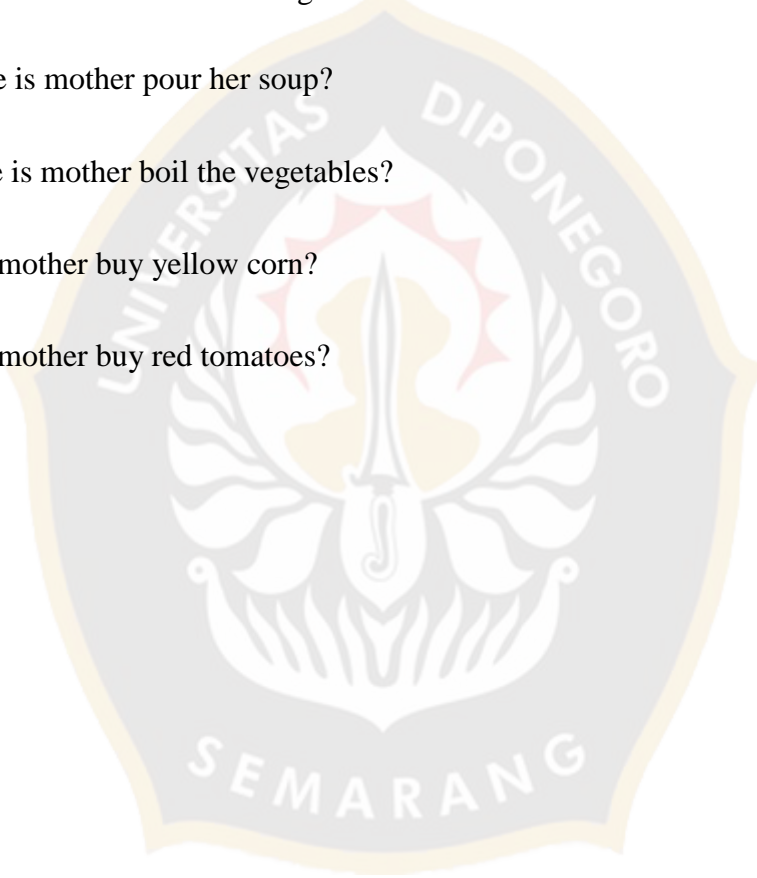 e is mother pour her soup?
e is mother boil the vegetables?
mother buy yellow corn?
mother buy red tomatoes?
UNIVERSITAS DIPONEGORO
SEMARANG